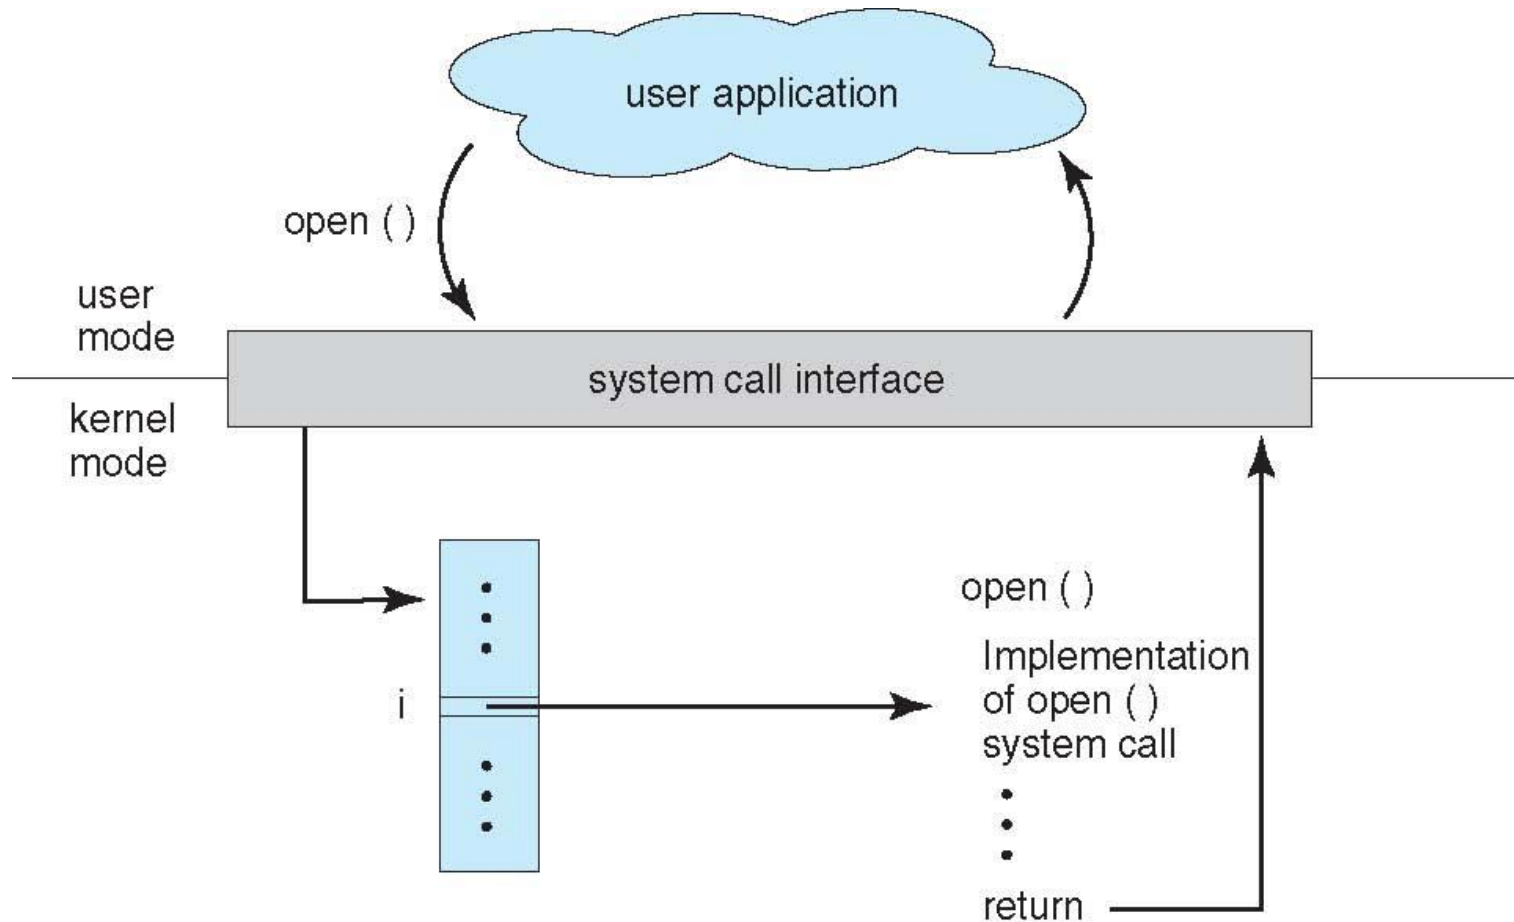 user application
open ( )
user
mode
system call interface
kernel
mode
open ( )
i
Implementation
of open ( )
system call
return